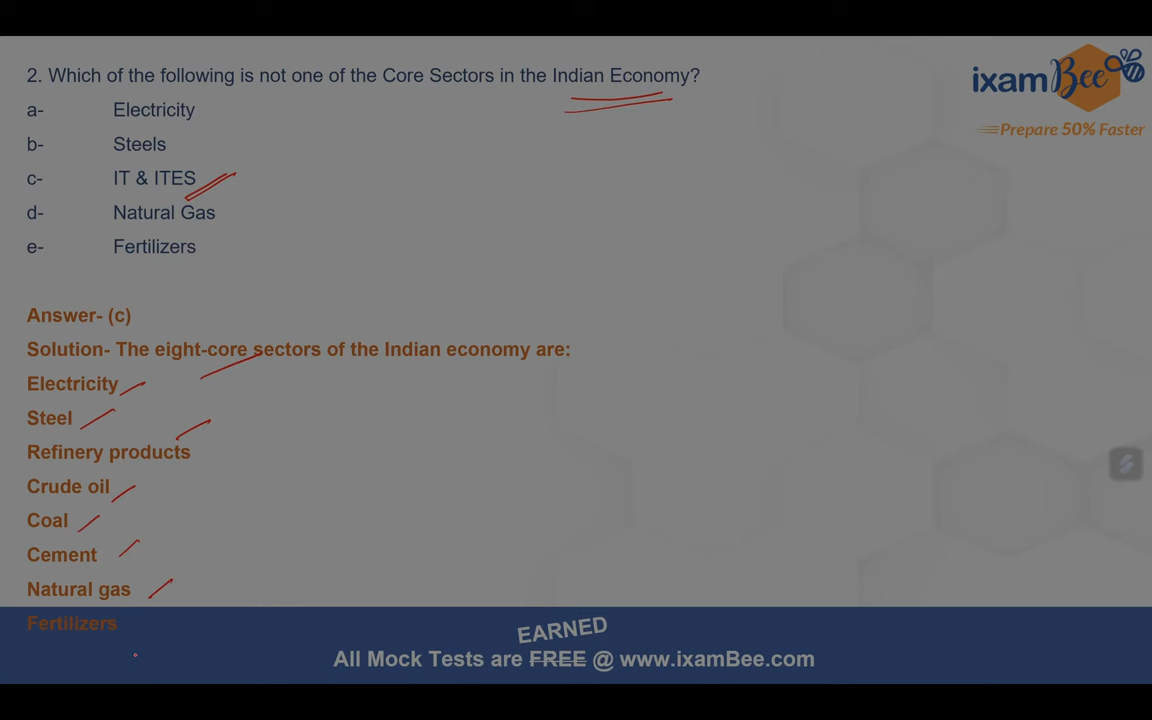 2. Which of the following is not one of the Core Sectors in the Indian Economy?
a- Electricity
b- Steels
c- IT & ITES
d- Natural Gas
e- Fertilizers
ixamBee
Prepare 50% Faster
Answer- (c)
Solution- The eight-core sectors of the Indian economy are:
Electricity
Steel
Refinery products
Crude oil
Coal
Cement
Natural gas
Fertilizers
EARNED
All Mock Tests are FREE @ www.ixamBee.com